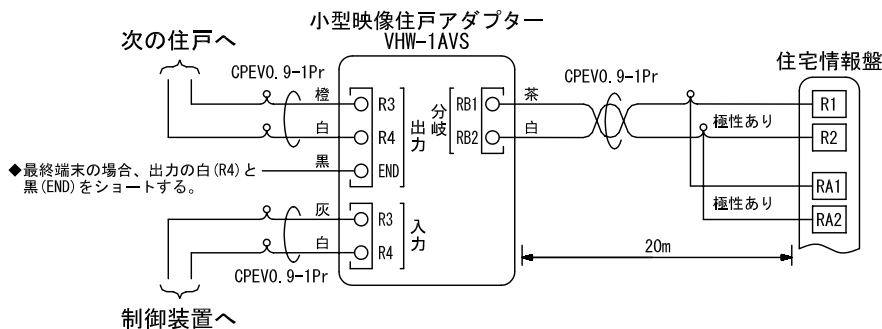 小型映像住戸アダプター
VHW-1AVS
次の住戸へ
住宅情報盤
CPEV0.9-1Pr
CPEV0.9-1Pr
橙
R3
分岐
RB1
茶
R1
極性あり
白
R4
出力
RB2
白
R2
黒
END
◆最終端末の場合、出力の白(R4)と
黒(END)をショートする。
RA1
極性あり
灰
R3
入力
RA2
白
R4
CPEV0.9-1Pr
20m
制御装置へ